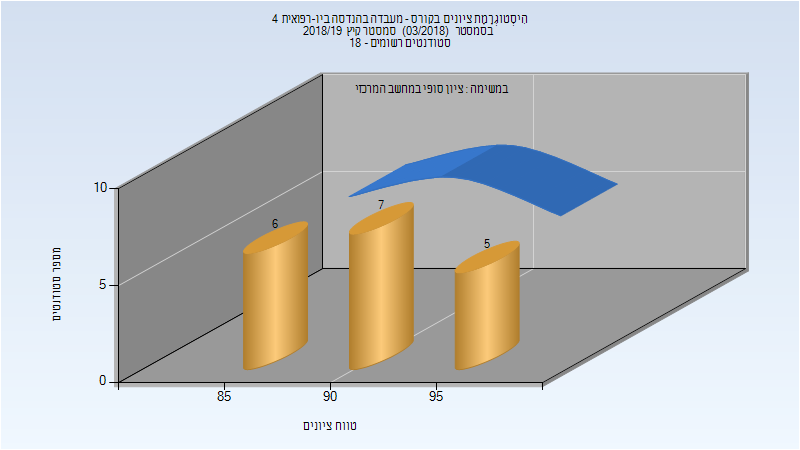 היסטוגרמת ציונים בקורס - מעבדה בהנדסה ביו-רפואית 4
בסמסטר (03/2018) סמסטר קיץ 2018/19
סטודנטים רשומים - 18
במשימה : ציון סופי במחשב המרכזי
מספר סטודנטים
10
5
0
6
7
5
85
90
95
טווח ציונים